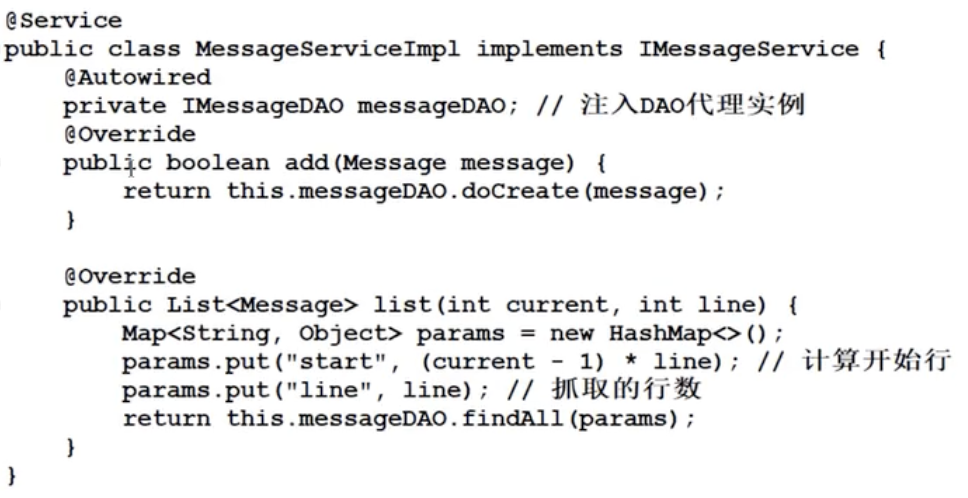 @Service
public class MessageServiceImpl implements IMessageService {
    @Autowired
    private IMessageDAO messageDAO; // 注入DAO代理实例
    @Override
    public boolean add(Message message) {
        return this.messageDAO.doCreate(message);
    }

    @Override
    public List<Message> list(int current, int line) {
        Map<String, Object> params = new HashMap<>();
        params.put("start", (current - 1) * line); // 计算开始行
        params.put("line", line); // 抓取的行数
        return this.messageDAO.findAll(params);
    }
}